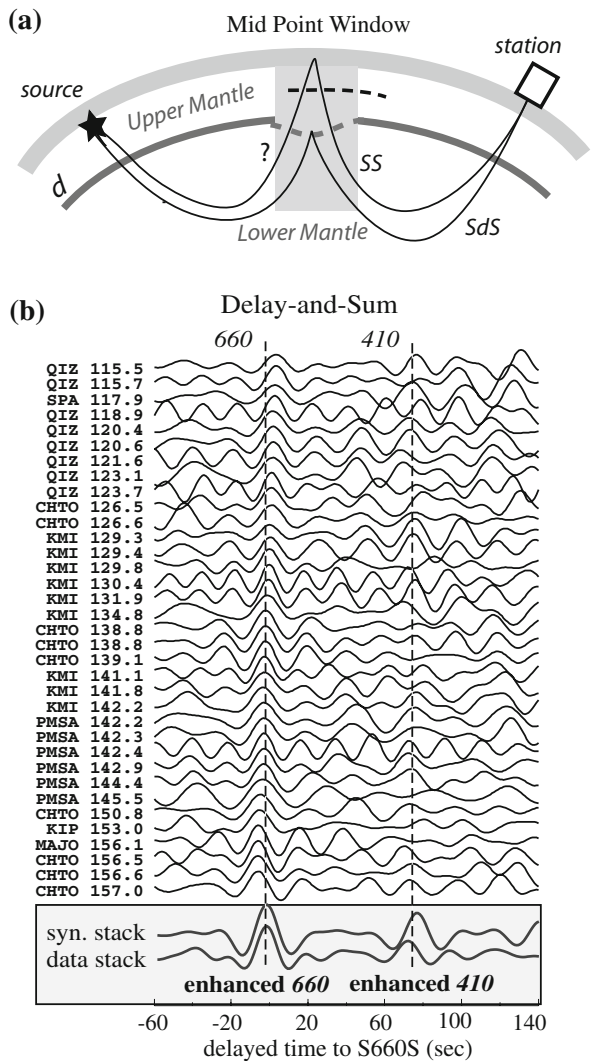 (a)
Mid Point Window
station
source
Upper Mantle
?
SS
d
SdS
Lower Mantle
(b)
Delay-and-Sum
660 410
QIZ 115.5
QIZ 115.7
SPA 117.9
QIZ 118.9
QIZ 120.4
QIZ 120.6
QIZ 121.6
QIZ 123.1
QIZ 123.7
CHTO 126.5
CHTO 126.6
KMI 129.3
KMI 129.4
KMI 129.8
KMI 130.4
KMI 131.9
KMI 134.8
CHTO 138.8
CHTO 138.8
CHTO 139.1
KMI 141.1
KMI 141.8
KMI 142.2
PMSA 142.2
PMSA 142.3
PMSA 142.4
PMSA 142.9
PMSA 144.4
PMSA 145.5
CHTO 150.8
KIP 153.0
MAJO 156.1
CHTO 156.5
CHTO 156.6
CHTO 157.0
syn. stack
data stack
enhanced 660 enhanced 410
-60 -20 20 60 100 140
delayed time to S660S (sec)